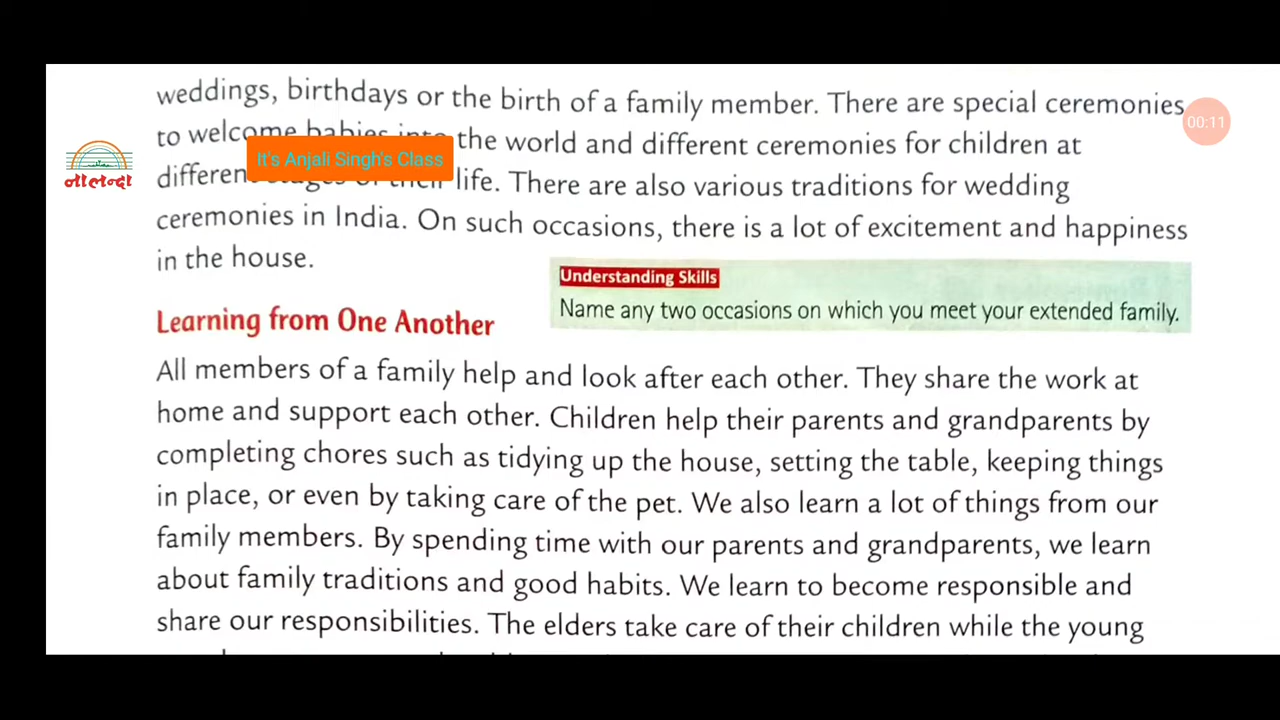 weddings, birthdays or the birth of a family member. There are special ceremonies
00:11
to welcome babies into the world and different ceremonies for children at
It's Anjali Singh's Class
नालन्दा
different stages of their life. There are also various traditions for wedding
ceremonies in India. On such occasions, there is a lot of excitement and happiness
in the house.
Understanding Skills
Name any two occasions on which you meet your extended family.
Learning from One Another
All members of a family help and look after each other. They share the work at
home and support each other. Children help their parents and grandparents by
completing chores such as tidying up the house, setting the table, keeping things
in place, or even by taking care of the pet. We also learn a lot of things from our
family members. By spending time with our parents and grandparents, we learn
about family traditions and good habits. We learn to become responsible and
share our responsibilities. The elders take care of their children while the young